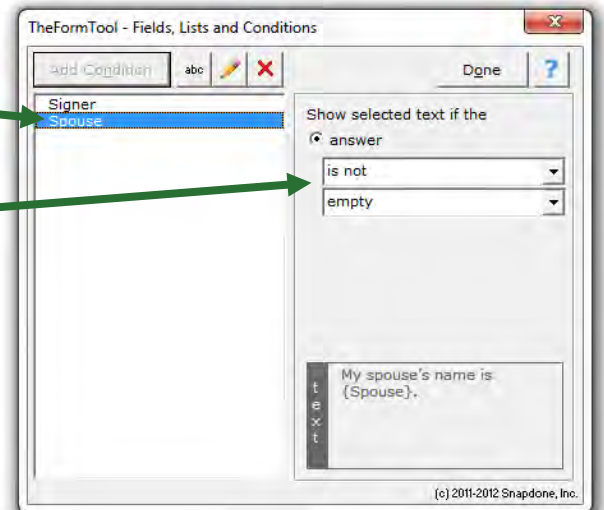 TheFormTool - Fields, Lists and Conditions
Add Condition abc Done ?
Signer
Spouse
Show selected text if the
answer
is not
empty
text
My spouse's name is
{Spouse}.
(c) 2011-2012 Snapdone, Inc.